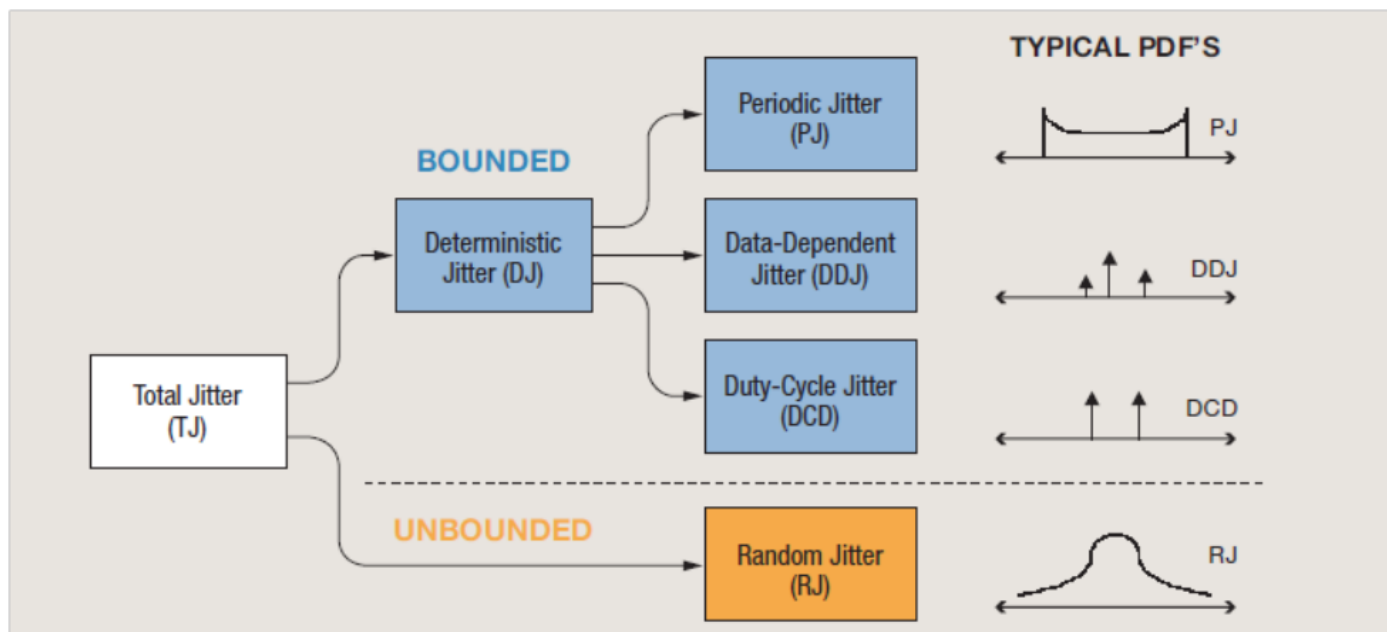 TYPICAL PDF'S
Periodic Jitter
(PJ)
PJ
BOUNDED
Deterministic
Jitter (DJ)
Data-Dependent
Jitter (DDJ)
DDJ
Total Jitter
(TJ)
Duty-Cycle Jitter
(DCD)
DCD
UNBOUNDED
Random Jitter
(RJ)
RJ